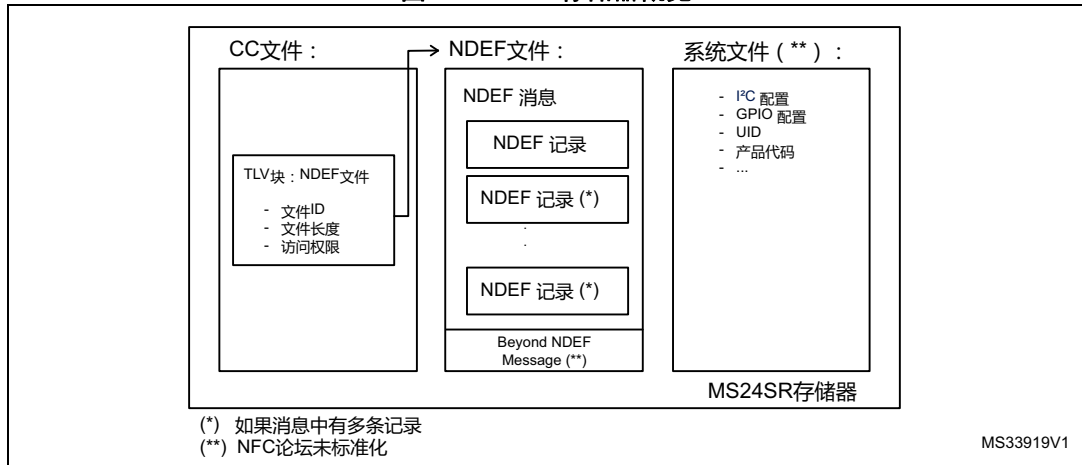 CC文件：
NDEF文件：
系统文件（**）：
NDEF 消息
NDEF 记录
NDEF 记录 (*)
.
.
NDEF 记录 (*)
Beyond NDEF
Message (**)
TLV块：NDEF文件
- 文件ID
- 文件长度
- 访问权限
- I²C 配置
- GPIO 配置
- UID
- 产品代码
- ...
MS24SR存储器
(*) 如果消息中有多条记录
(**) NFC论坛未标准化
MS33919V1